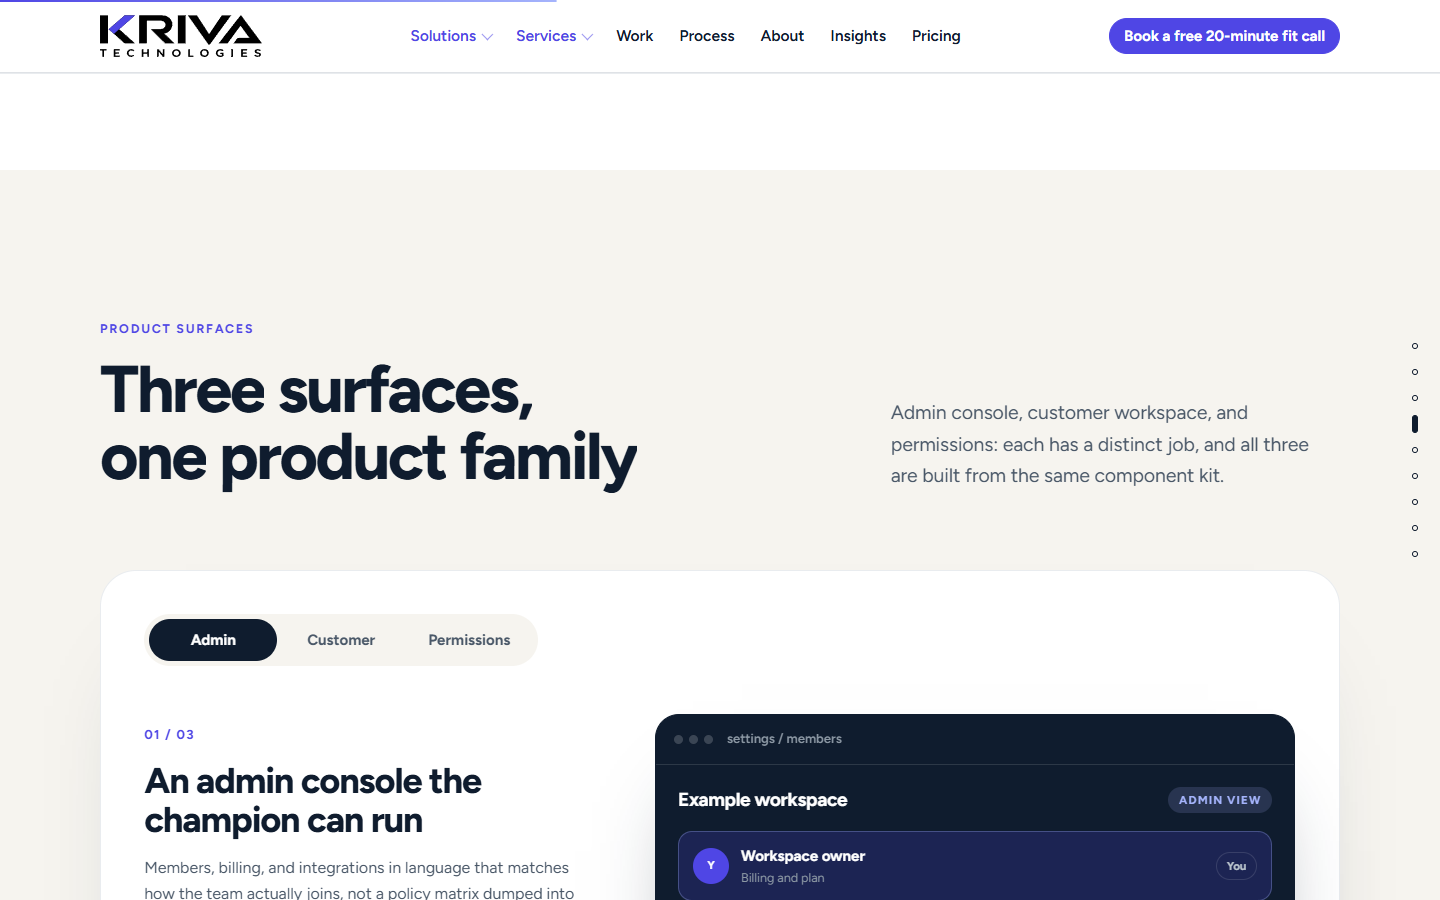 KRIVA
TECHNOLOGIES
Solutions
Services
Work
Process
About
Insights
Pricing
Book a free 20-minute fit call
PRODUCT SURFACES
Three surfaces,
one product family
Admin console, customer workspace, and
permissions: each has a distinct job, and all three
are built from the same component kit.
Admin
Customer
Permissions
01 / 03
An admin console the
champion can run
Members, billing, and integrations in language that matches
how the team actually joins, not a policy matrix dumped into
settings / members
Example workspace
ADMIN VIEW
Y
Workspace owner
Billing and plan
You